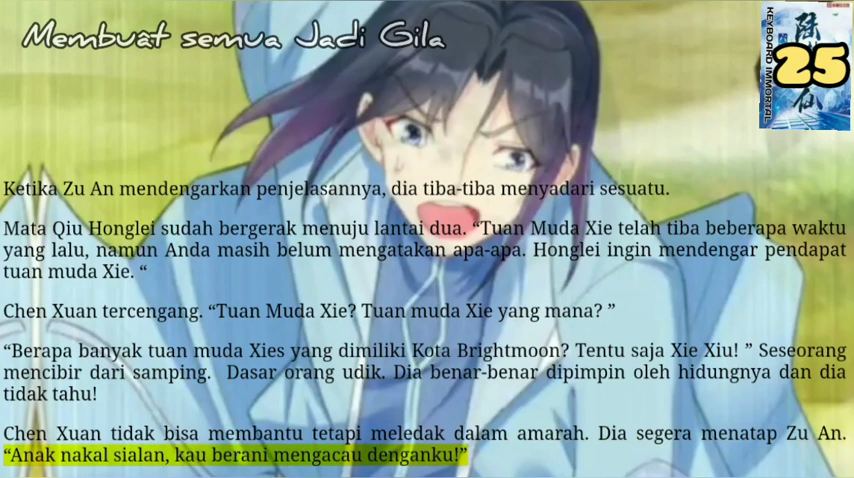 Membuat semua Jadi Gila
KEYBOARD IMMORTAL
25
Ketika Zu An mendengarkan penjelasannya, dia tiba-tiba menyadari sesuatu.
Mata Qiu Honglei sudah bergerak menuju lantai dua. “Tuan Muda Xie telah tiba beberapa waktu
yang lalu, namun Anda masih belum mengatakan apa-apa. Honglei ingin mendengar pendapat
tuan muda Xie. “
Chen Xuan tercengang. “Tuan Muda Xie? Tuan muda Xie yang mana? ”
“Berapa banyak tuan muda Xies yang dimiliki Kota Brightmoon? Tentu saja Xie Xiu! ” Seseorang
mencibir dari samping. Dasar orang udik. Dia benar-benar dipimpin oleh hidungnya dan dia
tidak tahu!
Chen Xuan tidak bisa membantu tetapi meledak dalam amarah. Dia segera menatap Zu An.
“Anak nakal sialan, kau berani mengacau denganku!”